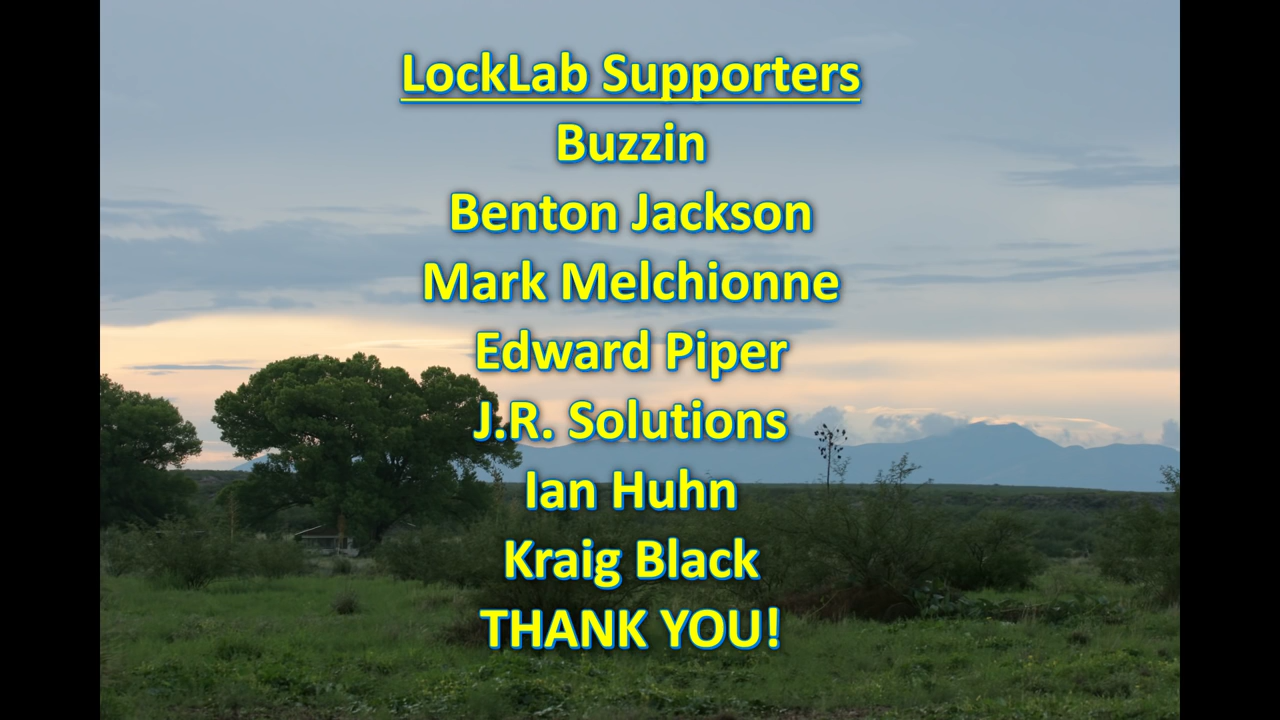 LockLab Supporters
Buzzin
Benton Jackson
Mark Melchionne
Edward Piper
J.R. Solutions
Ian Huhn
Kraig Black
THANK YOU!